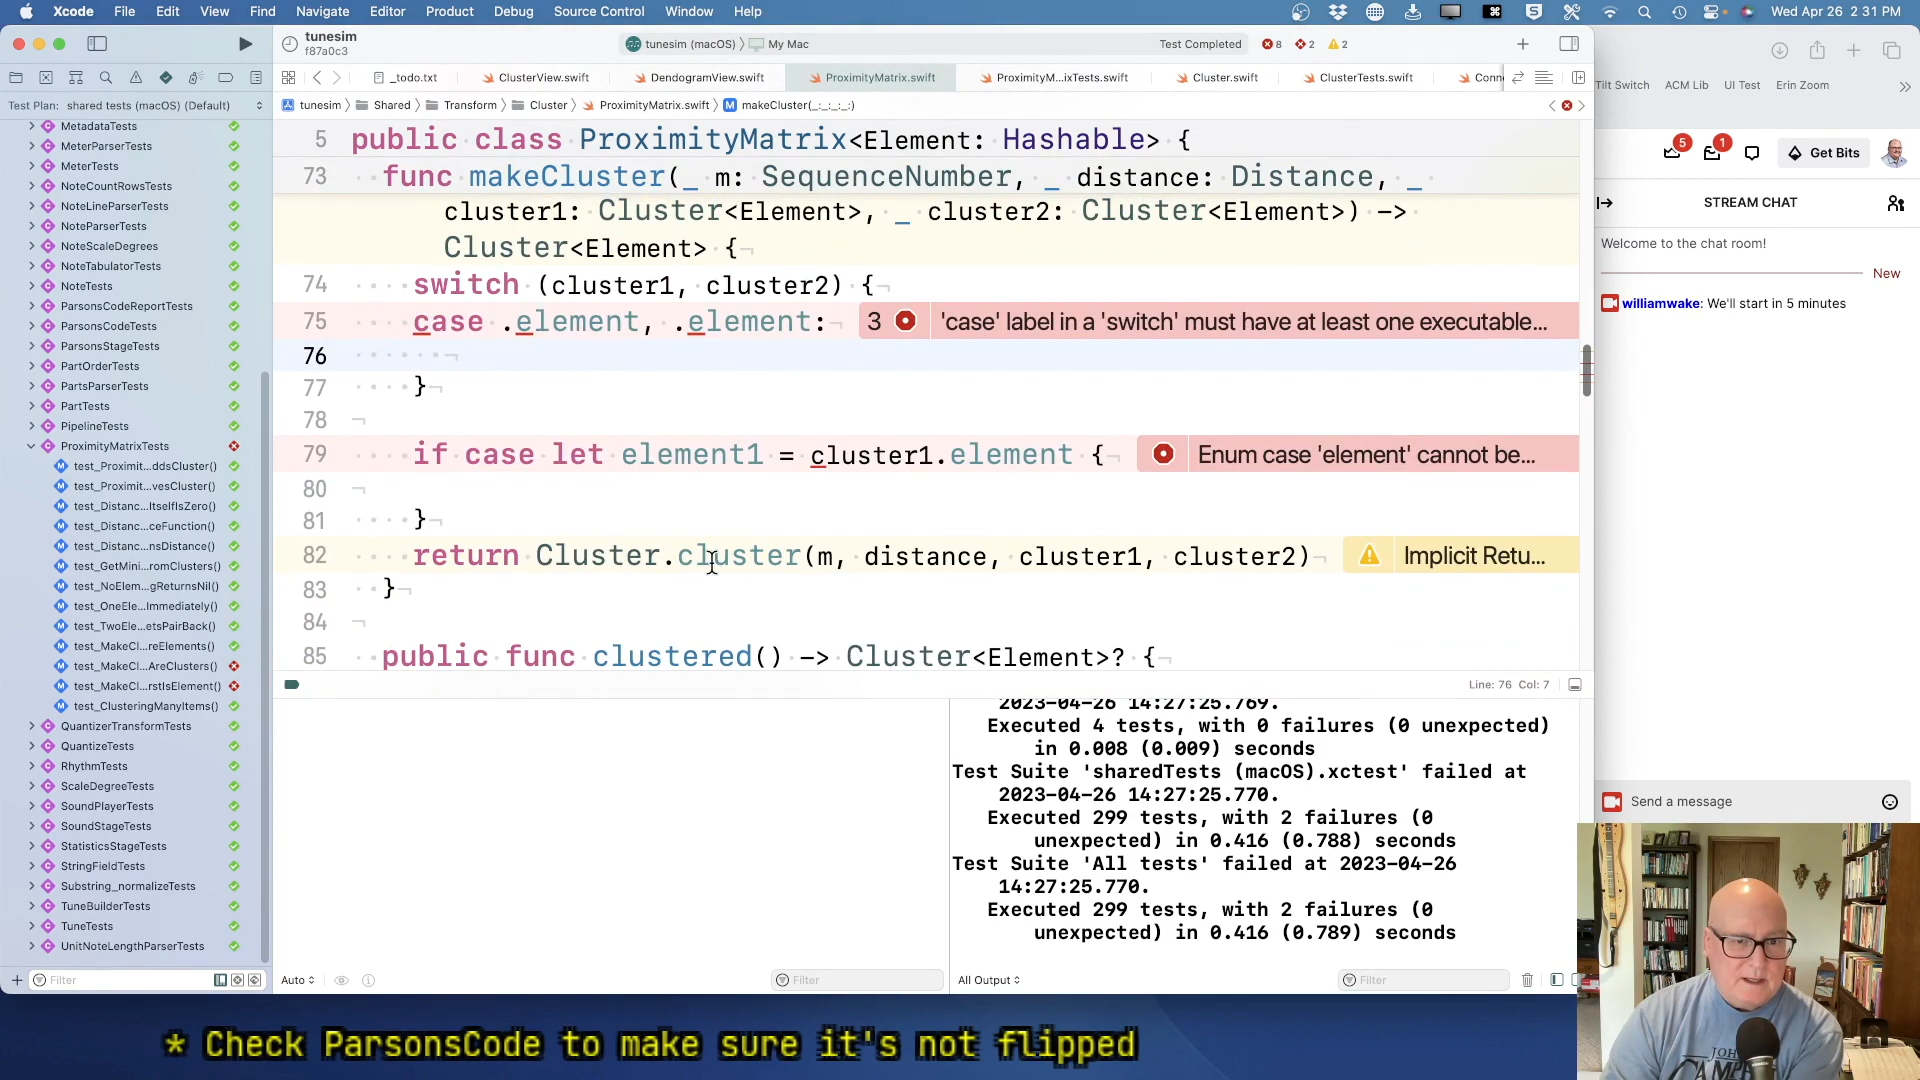 Xcode File Edit View Find Navigate Editor Product Debug Source Control Window Help Wed Apr 26 2 31 PM
tunesim
f87a0c3
tunesim (macOS) 〉 My Mac Test Completed 8 2 2
_todo.txt ClusterView.swift DendogramView.swift ProximityMatrix.swift ProximityM...ixTests.swift Cluster.swift ClusterTests.swift Conn
Tilt Switch ACM Lib UI Test Erin Zoom
Test Plan: shared tests (macOS) (Default)
tunesim 〉 Shared 〉 Transform 〉 Cluster 〉 ProximityMatrix.swift 〉 M makeCluster(_:_:_:_:)
MetadataTests
MeterParserTests
MeterTests
NoteCountRowsTests
NoteLineParserTests
NoteParserTests
NoteScaleDegrees
NoteTabulatorTests
NoteTests
ParsonsCodeReportTests
ParsonsCodeTests
ParsonsStageTests
PartOrderTests
PartsParserTests
PartTests
PipelineTests
ProximityMatrixTests
test_Proximit...ddsCluster()
test_Proximit...vesCluster()
test_Distanc...ItselfIsZero()
test_Distanc...ceFunction()
test_Distanc...nsDistance()
test_GetMini...romClusters()
test_NoElem...gReturnsNil()
test_OneEle...Immediately()
test_TwoEle...etsPairBack()
test_MakeCl...reElements()
test_MakeCl...AreClusters()
test_MakeCl...rstIsElement()
test_ClusteringManyItems()
QuantizerTransformTests
QuantizeTests
RhythmTests
ScaleDegreeTests
SoundPlayerTests
SoundStageTests
StatisticsStageTests
StringFieldTests
Substring_normalizeTests
TuneBuilderTests
TuneTests
UnitNoteLengthParserTests
Filter
5 public class ProximityMatrix<Element: Hashable> {
73 func makeCluster(_ m: SequenceNumber, _ distance: Distance, _
cluster1: Cluster<Element>, _ cluster2: Cluster<Element>) ->
Cluster<Element> {
74 switch (cluster1, cluster2) {
75 case .element, .element: 3 'case' label in a 'switch' must have at least one executable...
76
77 }
78
79 if case let element1 = cluster1.element { Enum case 'element' cannot be...
80
81 }
82 return Cluster.cluster(m, distance, cluster1, cluster2) Implicit Retu...
83 }
84
85 public func clustered() -> Cluster<Element>? {
Line: 76 Col: 7
2023-04-26 14:27:25.769.
Executed 4 tests, with 0 failures (0 unexpected)
in 0.008 (0.009) seconds
Test Suite 'sharedTests (macOS).xctest' failed at
2023-04-26 14:27:25.770.
Executed 299 tests, with 2 failures (0
unexpected) in 0.416 (0.788) seconds
Test Suite 'All tests' failed at 2023-04-26
14:27:25.770.
Executed 299 tests, with 2 failures (0
unexpected) in 0.416 (0.789) seconds
Auto Filter All Output Filter
5 1 Get Bits
STREAM CHAT
Welcome to the chat room!
New
williamwake: We'll start in 5 minutes
Send a message
* Check ParsonsCode to make sure it's not flipped